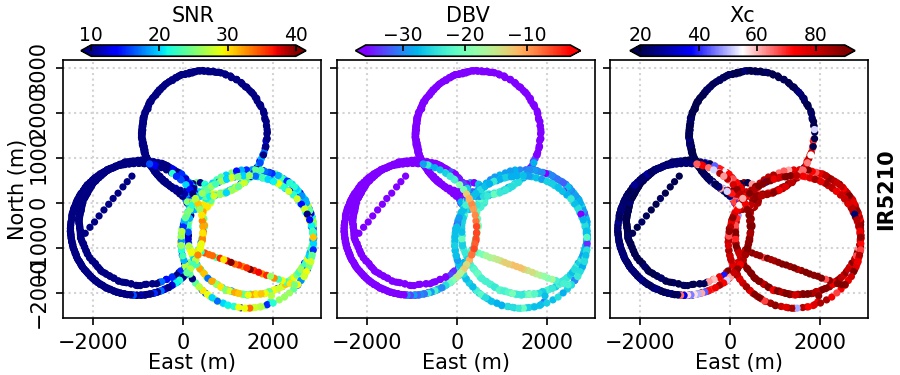 SNR DBV Xc
10 20 30 40 −30 −20 −10 20 40 60 80
3000
2000
1000
0
−1000
−2000
North (m)
IR5210
−2000 0 2000 −2000 0 2000 −2000 0 2000
East (m) East (m) East (m)